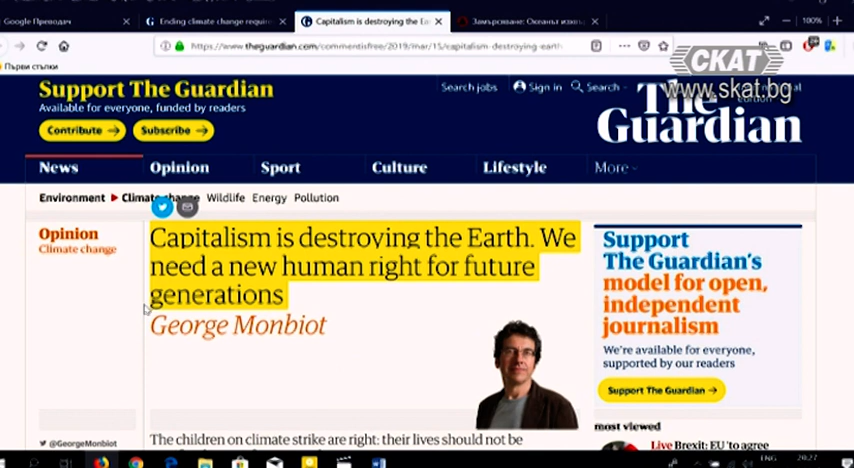 Google Преводач
Ending climate change require
Capitalism is destroying the Ea
Замърсяване: Океанът изхв
https://www.theguardian.com/commentisfree/2019/mar/15/capitalism-destroying-earth
100%
Първи стъпки
СКАТ
www.skat.bg
Support The Guardian
Available for everyone, funded by readers
Contribute →
Subscribe →
Search jobs
Sign in
Search
The
Guardian
edition
News
Opinion
Sport
Culture
Lifestyle
More
Environment
Climate change
Wildlife
Energy
Pollution
Opinion
Climate change
Capitalism is destroying the Earth. We
need a new human right for future
generations
George Monbiot
Support
The Guardian's
model for open,
independent
journalism
We're available for everyone,
supported by our readers
Support The Guardian →
most viewed
Live Brexit: EU 'to agree
@GeorgeMonbiot
The children on climate strike are right: their lives should not be
ENG
20:27